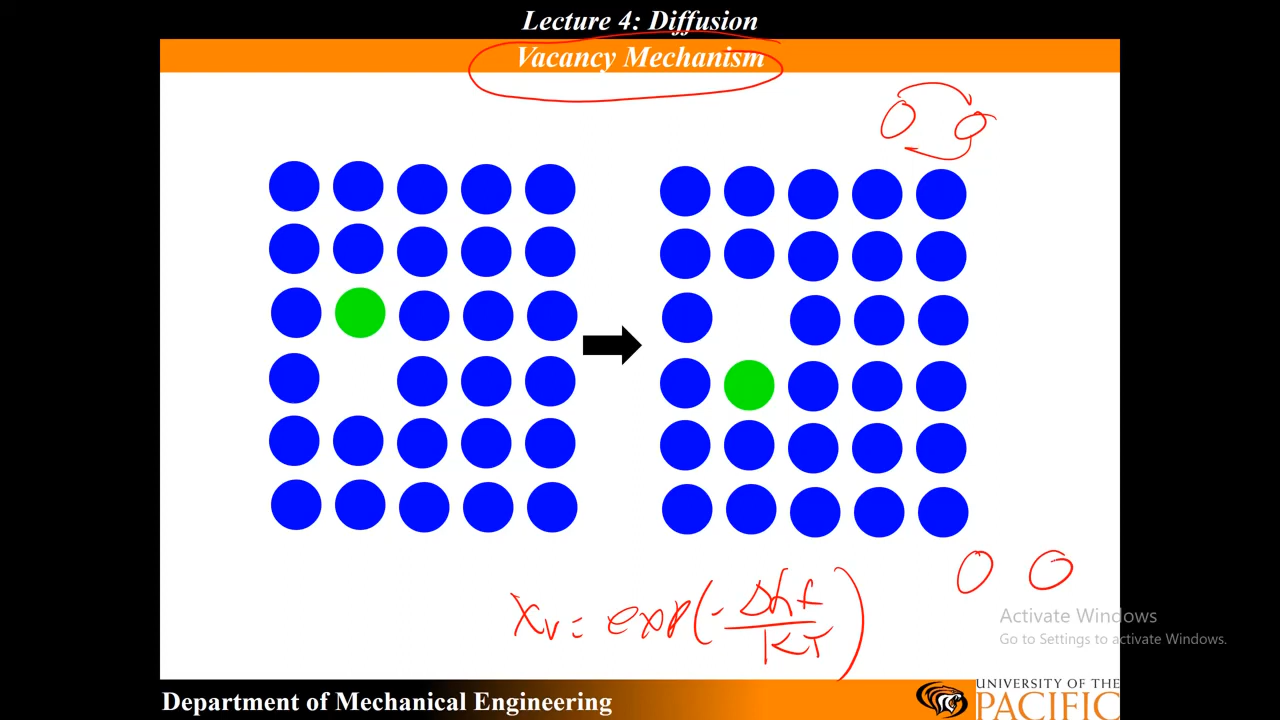 Lecture 4: Diffusion
Vacancy Mechanism
Xv = exp(-Δhf/KT)
Activate Windows
Go to Settings to activate Windows.
Department of Mechanical Engineering
UNIVERSITY OF THE
PACIFIC